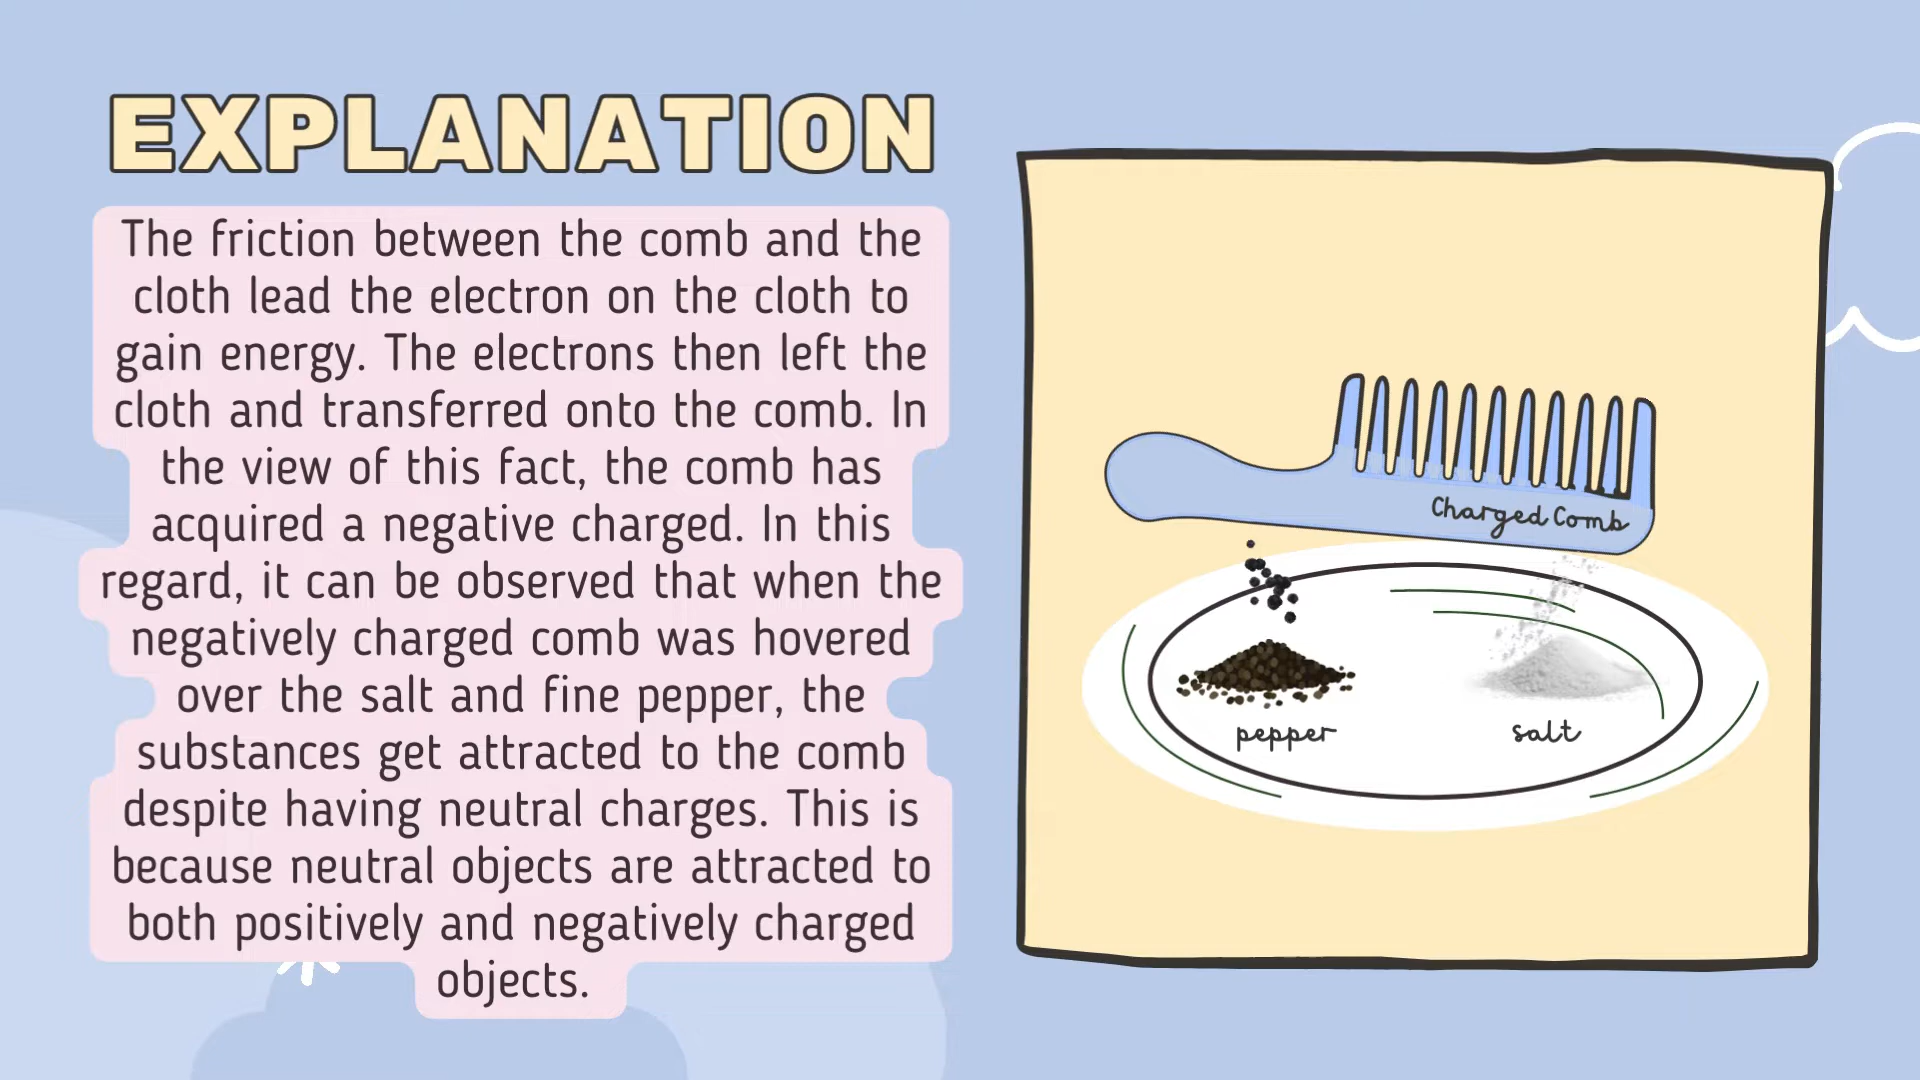 EXPLANATION
The friction between the comb and the
cloth lead the electron on the cloth to
gain energy. The electrons then left the
cloth and transferred onto the comb. In
the view of this fact, the comb has
acquired a negative charged. In this
regard, it can be observed that when the
negatively charged comb was hovered
over the salt and fine pepper, the
substances get attracted to the comb
despite having neutral charges. This is
because neutral objects are attracted to
both positively and negatively charged
objects.
Charged Comb
pepper
salt